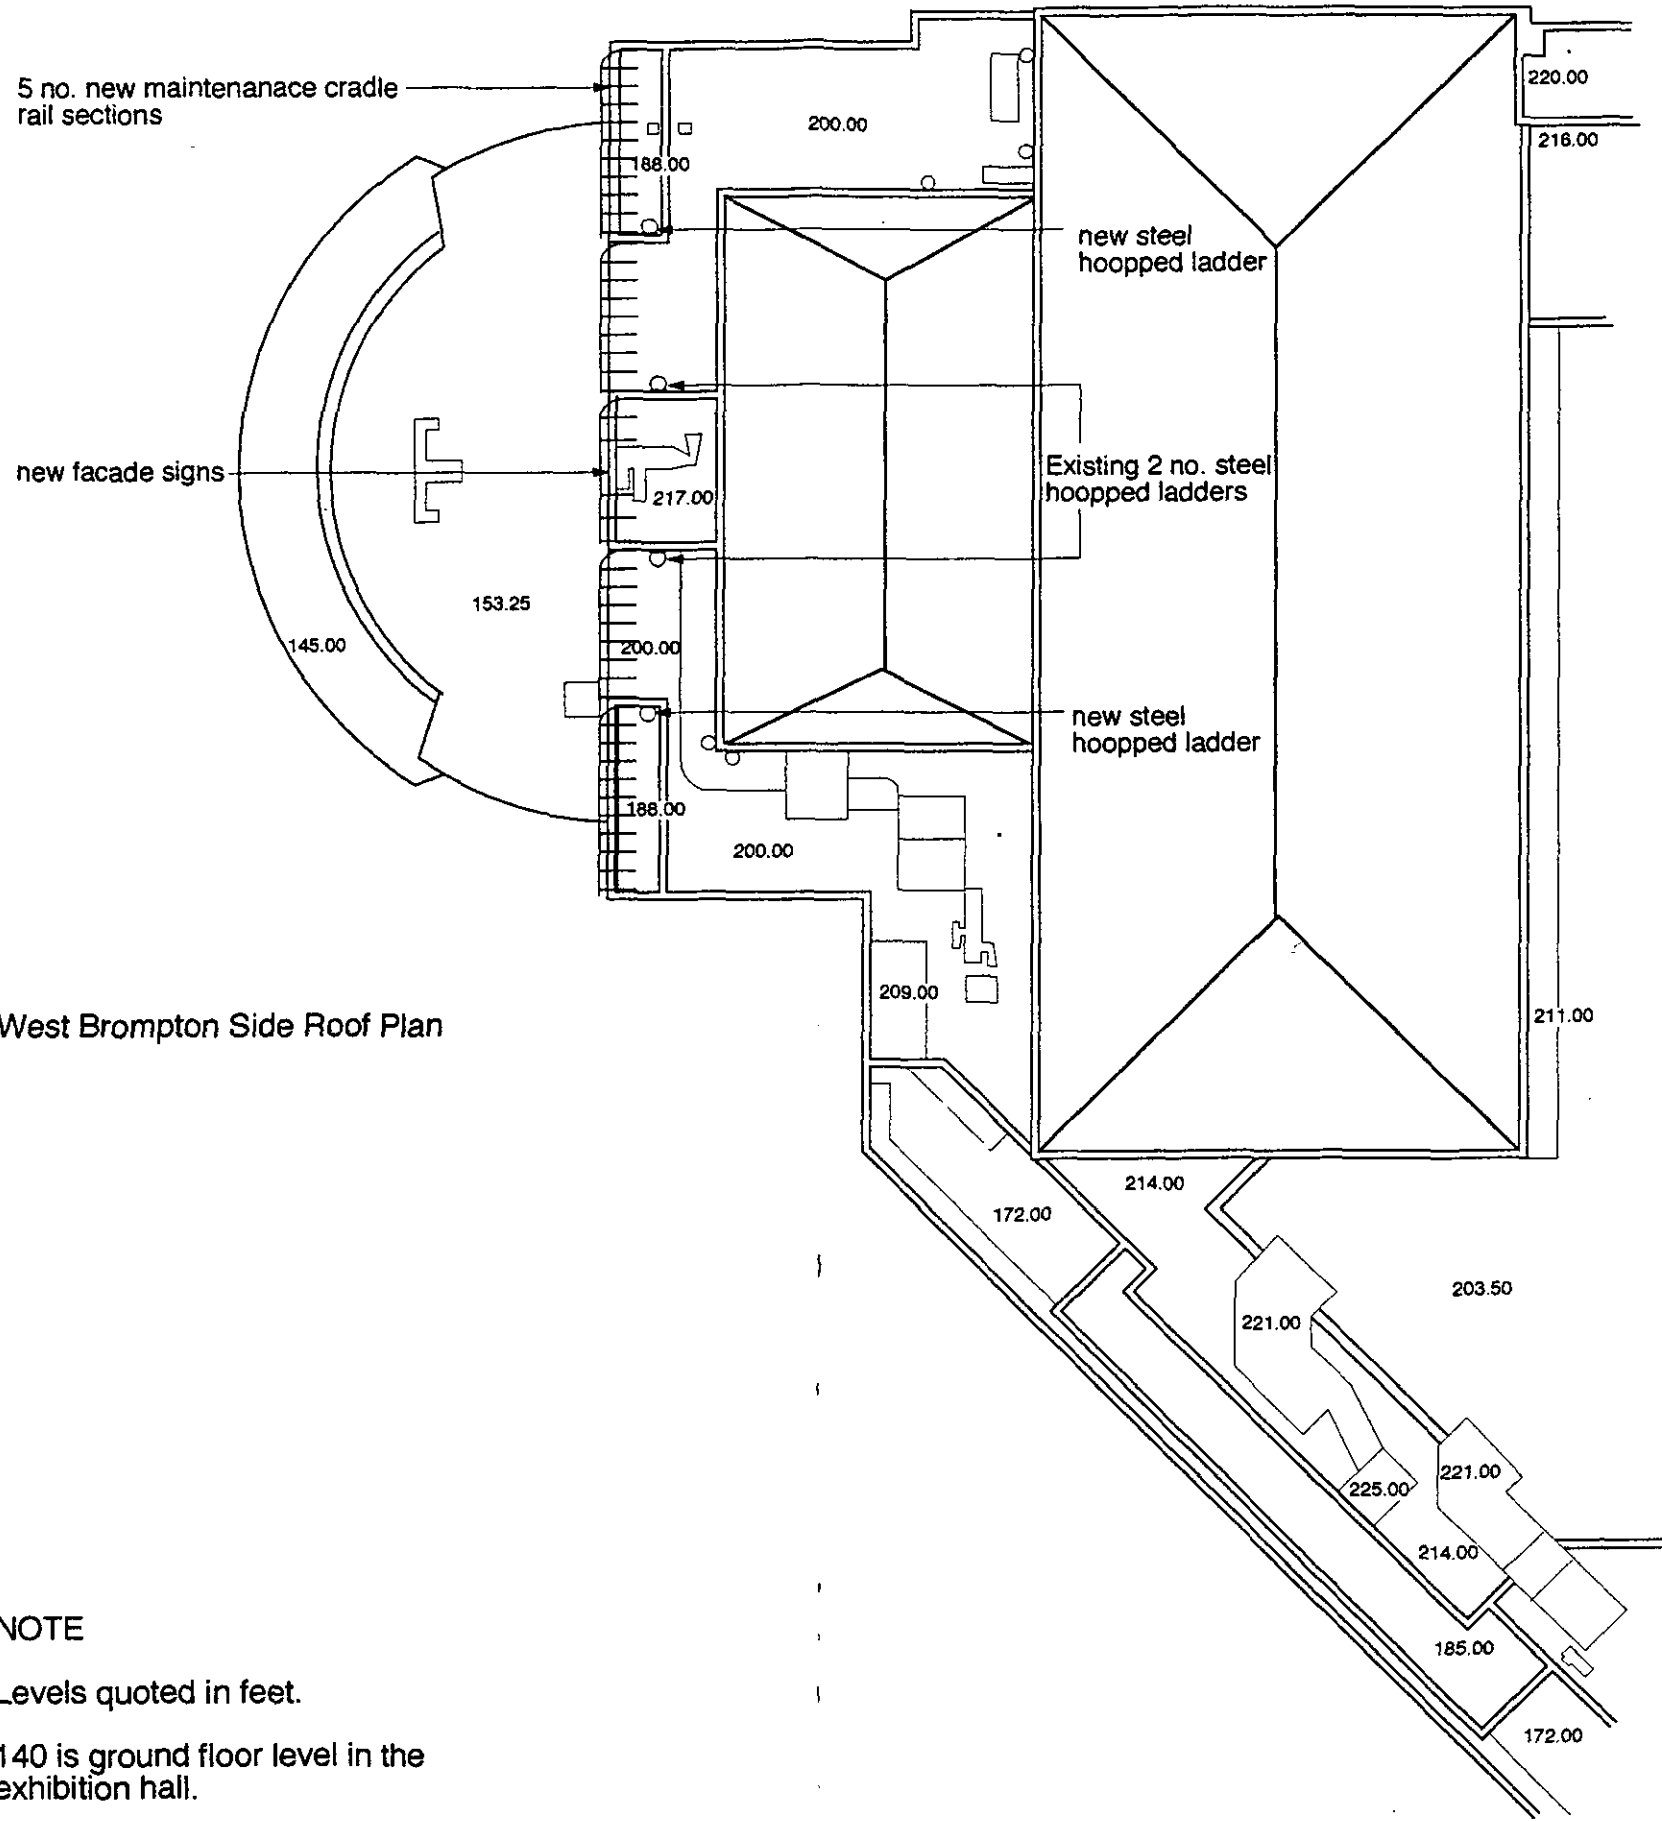 5 no. new maintenanace cradle
rail sections
220.00
200.00
216.00
188.00
new steel
hoopped ladder
new facade signs
Existing 2 no. steel
hoopped ladders
217.00
153.25
145.00
200.00
new steel
hoopped ladder
188.00
200.00
209.00
West Brompton Side Roof Plan
211.00
214.00
172.00
203.50
221.00
221.00
225.00
214.00
185.00
172.00
NOTE
Levels quoted in feet.
140 is ground floor level in the
exhibition hall.